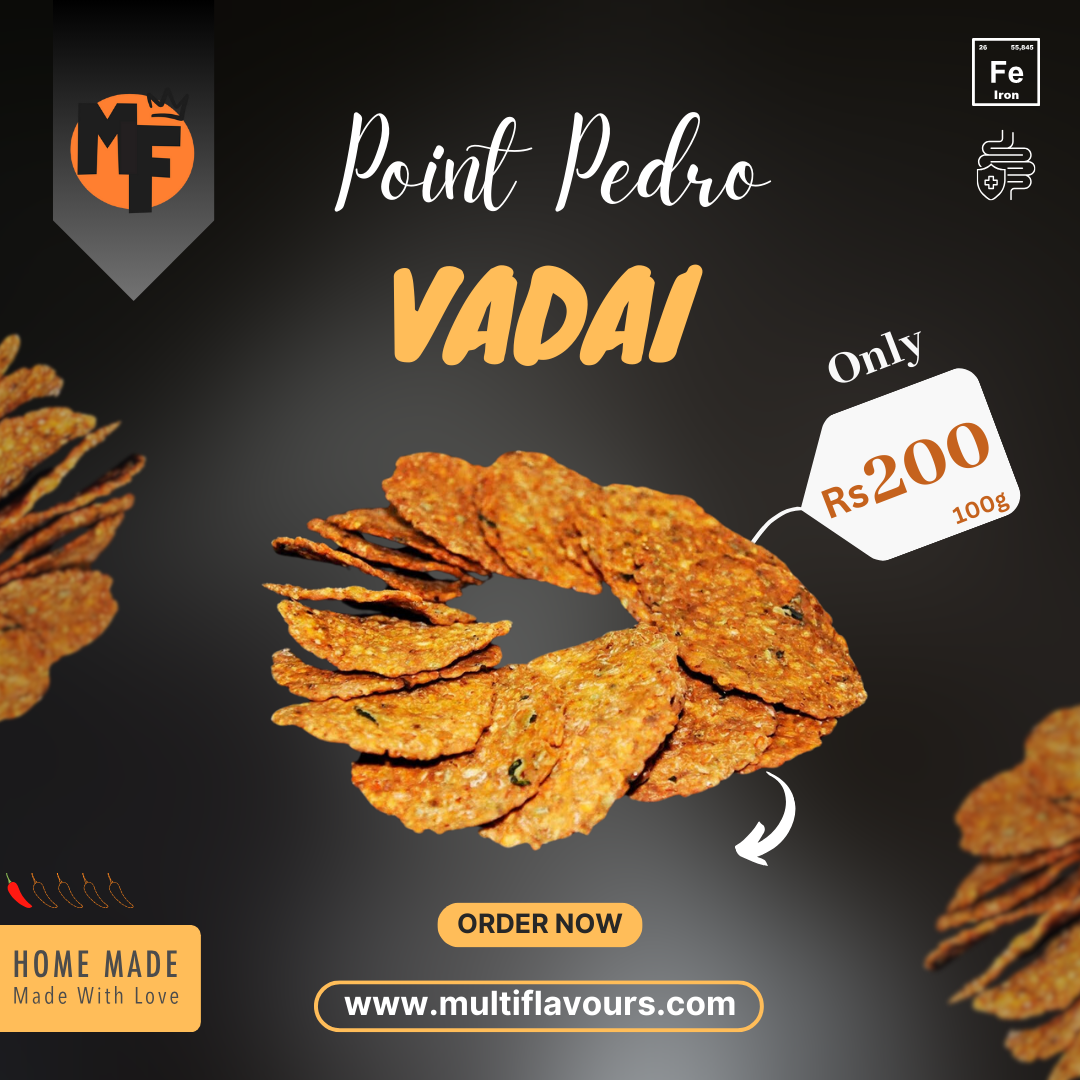 MF
26 55,845
Fe
Iron
Point Pedro
VADAI
Only
Rs200
100g
HOME MADE
Made With Love
ORDER NOW
www.multiflavours.com